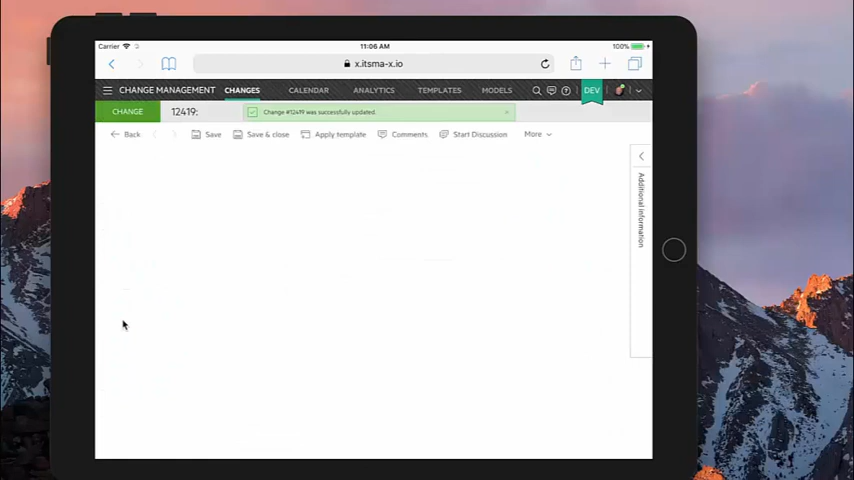 Carrier
11:06 AM
100%
x.itsma-x.io
CHANGE MANAGEMENT CHANGES CALENDAR ANALYTICS TEMPLATES MODELS DEV
CHANGE 12419: Change #12419 was successfully updated.
Back Save Save & close Apply template Comments Start Discussion More
Additional information